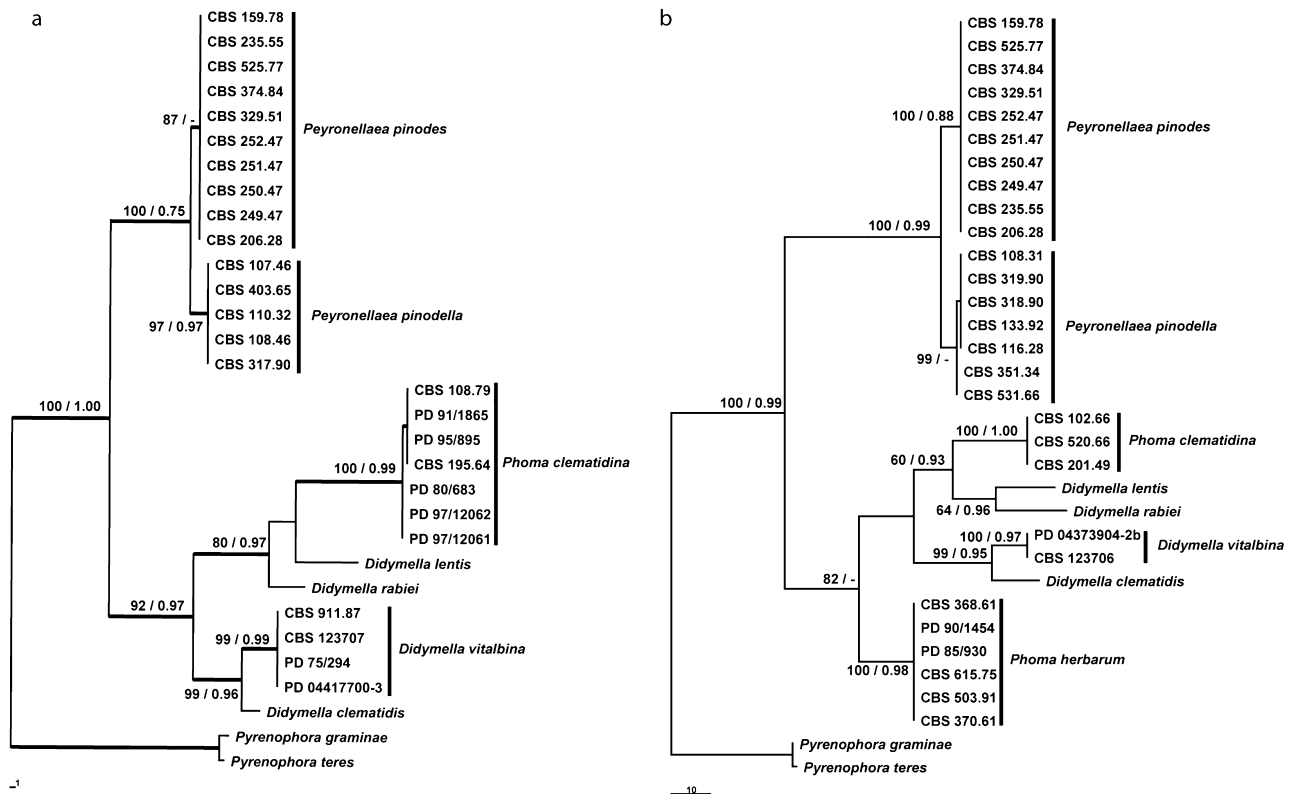 a
CBS 159.78
CBS 235.55
CBS 525.77
CBS 374.84
87 / -
CBS 329.51
Peyronellaea pinodes
CBS 252.47
CBS 251.47
CBS 250.47
100 / 0.75
CBS 249.47
CBS 206.28
CBS 107.46
CBS 403.65
CBS 110.32
Peyronellaea pinodella
97 / 0.97
CBS 108.46
CBS 317.90
100 / 1.00
CBS 108.79
PD 91/1865
PD 95/895
100 / 0.99
CBS 195.64
Phoma clematidina
PD 80/683
PD 97/12062
PD 97/12061
80 / 0.97
Didymella lentis
Didymella rabiei
92 / 0.97
CBS 911.87
99 / 0.99
CBS 123707
Didymella vitalbina
PD 75/294
PD 04417700-3
99 / 0.96
Didymella clematidis
Pyrenophora graminae
Pyrenophora teres
1
b
CBS 159.78
CBS 525.77
CBS 374.84
CBS 329.51
100 / 0.88
CBS 252.47
Peyronellaea pinodes
CBS 251.47
CBS 250.47
CBS 249.47
CBS 235.55
100 / 0.99
CBS 206.28
CBS 108.31
CBS 319.90
CBS 318.90
CBS 133.92
Peyronellaea pinodella
CBS 116.28
99 / -
CBS 351.34
CBS 531.66
100 / 0.99
CBS 102.66
100 / 1.00
CBS 520.66
Phoma clematidina
CBS 201.49
60 / 0.93
Didymella lentis
64 / 0.96
Didymella rabiei
100 / 0.97
PD 04373904-2b
Didymella vitalbina
99 / 0.95
CBS 123706
82 / -
Didymella clematidis
CBS 368.61
PD 90/1454
PD 85/930
Phoma herbarum
100 / 0.98
CBS 615.75
CBS 503.91
CBS 370.61
Pyrenophora graminae
Pyrenophora teres
10